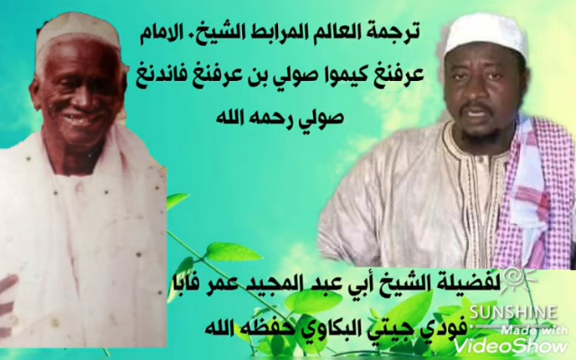 ترجمة العالم المرابط الشيخ. الامام
عرفنغ كيموا صولي بن عرفنغ فاندنغ
صولي رحمه الله
لفضيلة الشيخ أبي عبد المجيد عمر فابا
فودي جيتي البكاوي حفظه الله
SUNSHINE
Made with
VideoShow